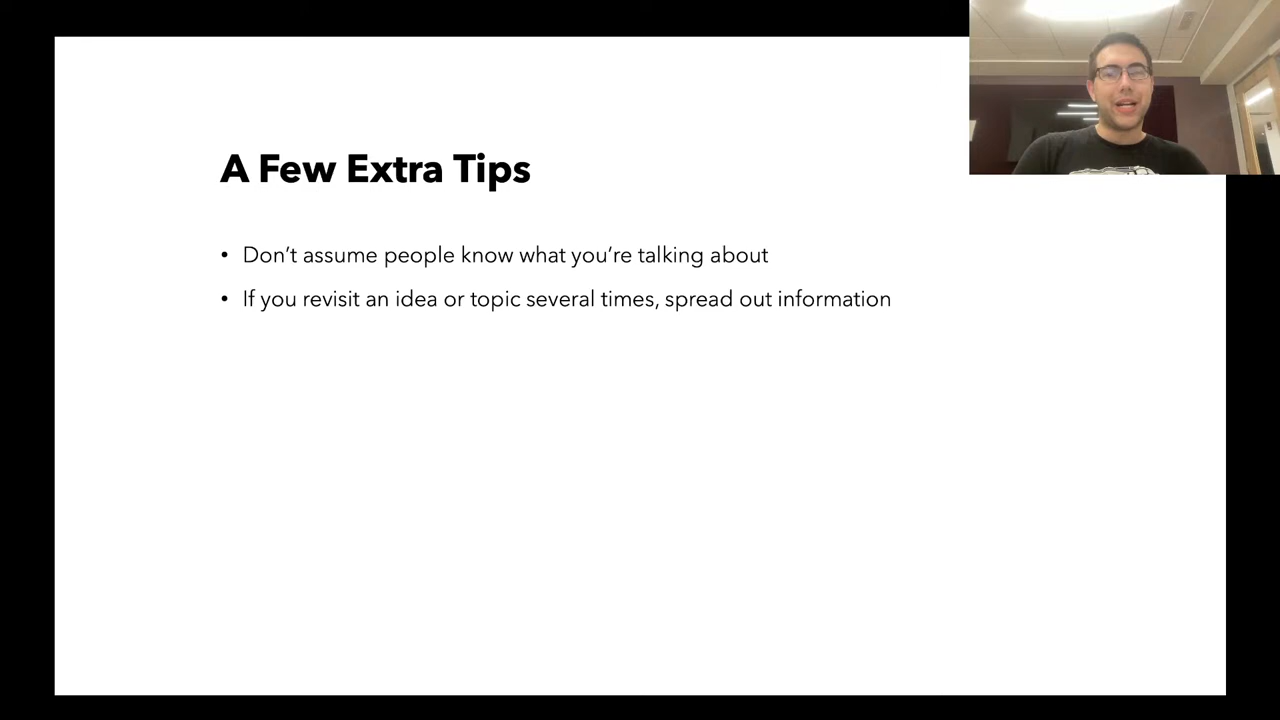 A Few Extra Tips
• Don’t assume people know what you’re talking about
• If you revisit an idea or topic several times, spread out information